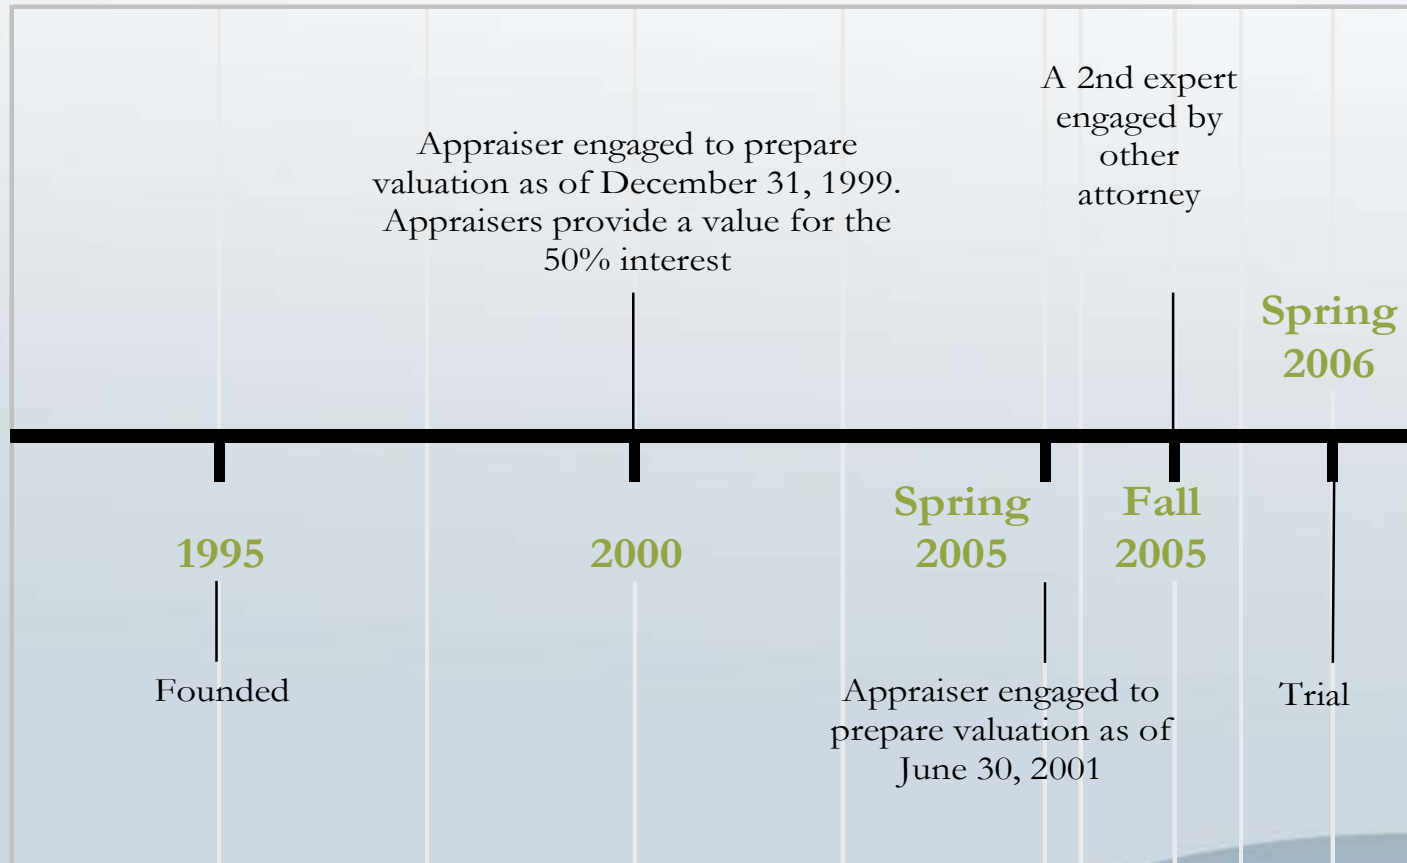 A 2nd expert
engaged by
other
attorney
Appraiser engaged to prepare
valuation as of December 31, 1999.
Appraisers provide a value for the
50% interest
Spring
2006
Spring
2005
Fall
2005
1995
2000
Founded
Appraiser engaged to
prepare valuation as of
June 30, 2001
Trial